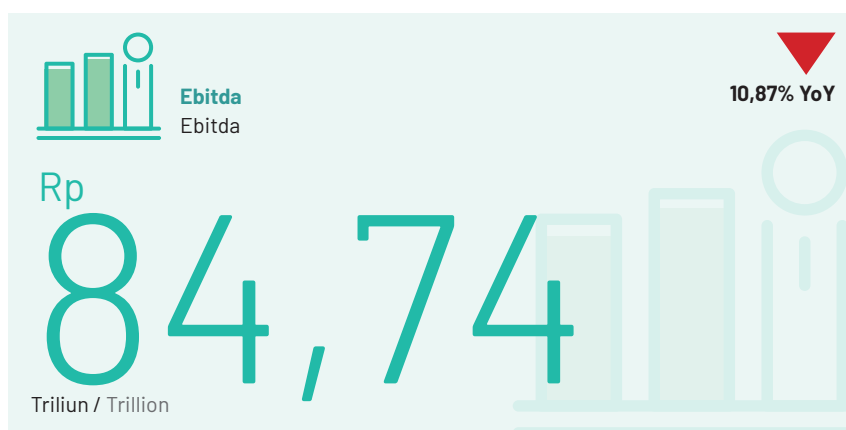 Ebitda
Ebitda
10,87% YoY
Rp
84,74
Triliun / Trillion